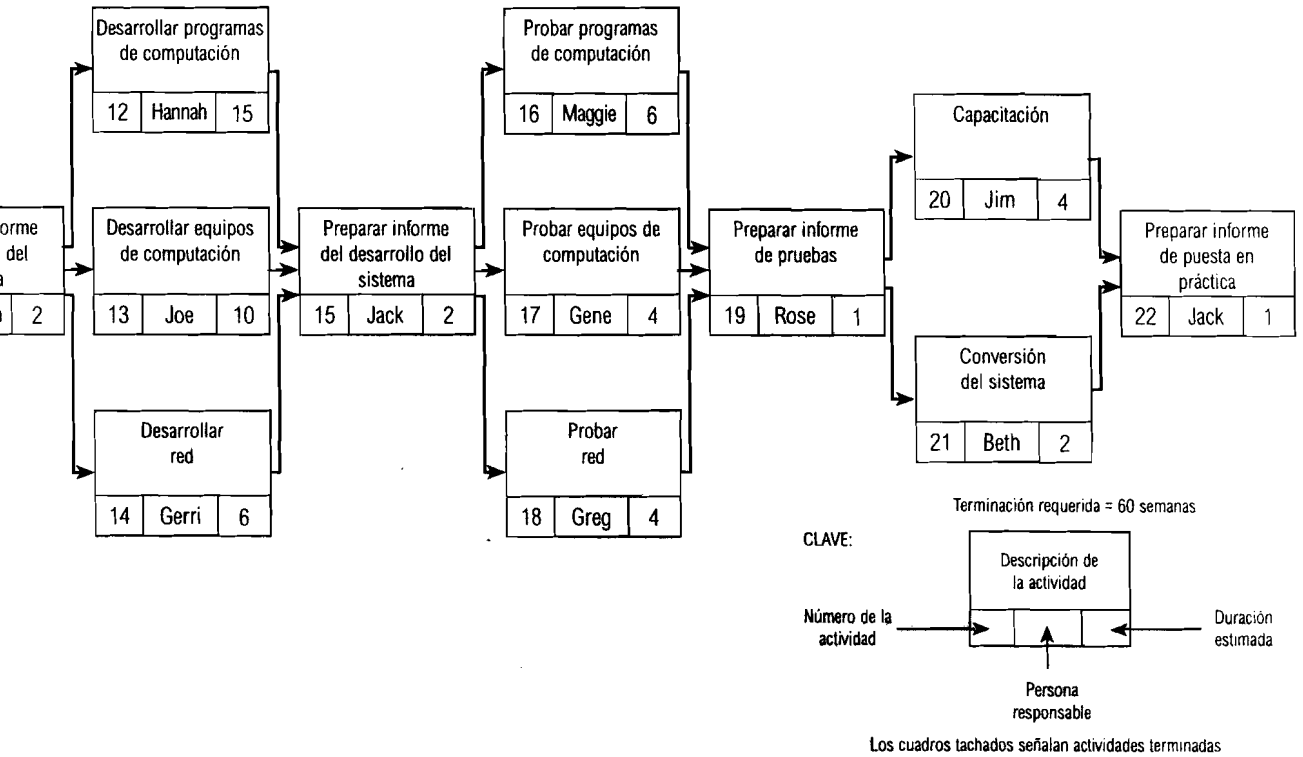 Desarrollar programas
de computación
12 Hannah 15
Probar programas
de computación
16 Maggie 6
Capacitación
20 Jim 4
orme
del
a
2
Desarrollar equipos
de computación
13 Joe 10
Preparar informe
del desarrollo del
sistema
15 Jack 2
Probar equipos de
computación
17 Gene 4
Preparar informe
de pruebas
19 Rose 1
Preparar informe
de puesta en
práctica
22 Jack 1
Conversión
del sistema
21 Beth 2
Desarrollar
red
14 Gerri 6
Probar
red
18 Greg 4
Terminación requerida = 60 semanas
CLAVE:
Descripción de
la actividad
Número de la
actividad
Duración
estimada
Persona
responsable
Los cuadros tachados señalan actividades terminadas